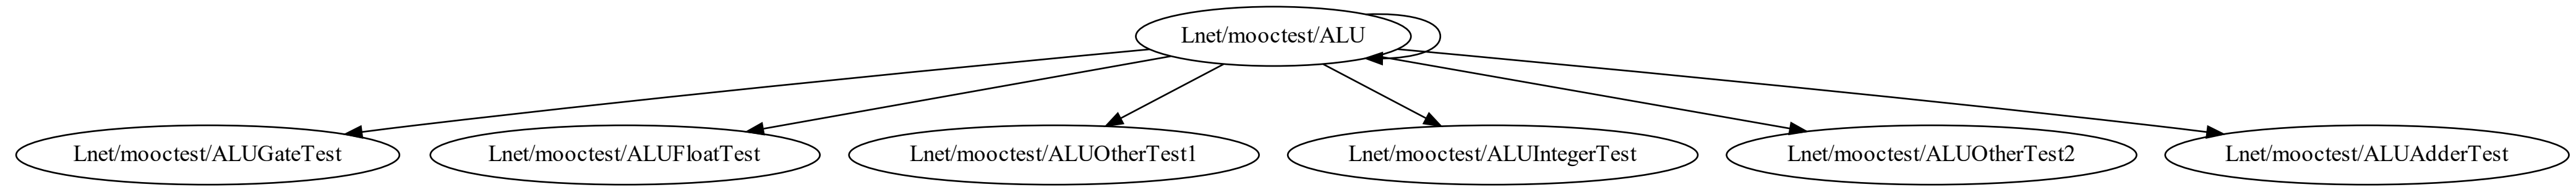 Lnet/mooctest/ALU
Lnet/mooctest/ALUGateTest
Lnet/mooctest/ALUFloatTest
Lnet/mooctest/ALUOtherTest1
Lnet/mooctest/ALUIntegerTest
Lnet/mooctest/ALUOtherTest2
Lnet/mooctest/ALUAdderTest